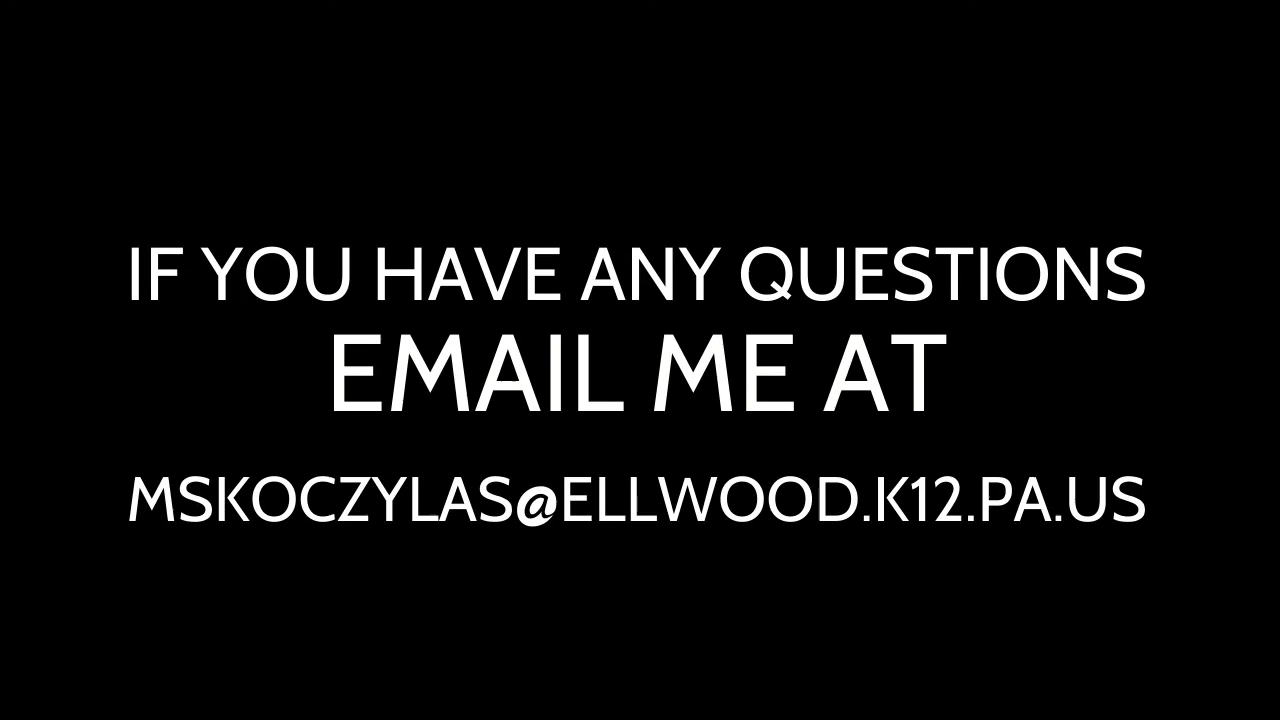 IF YOU HAVE ANY QUESTIONS
EMAIL ME AT
MSKOCZYLAS@ELLWOOD.K12.PA.US